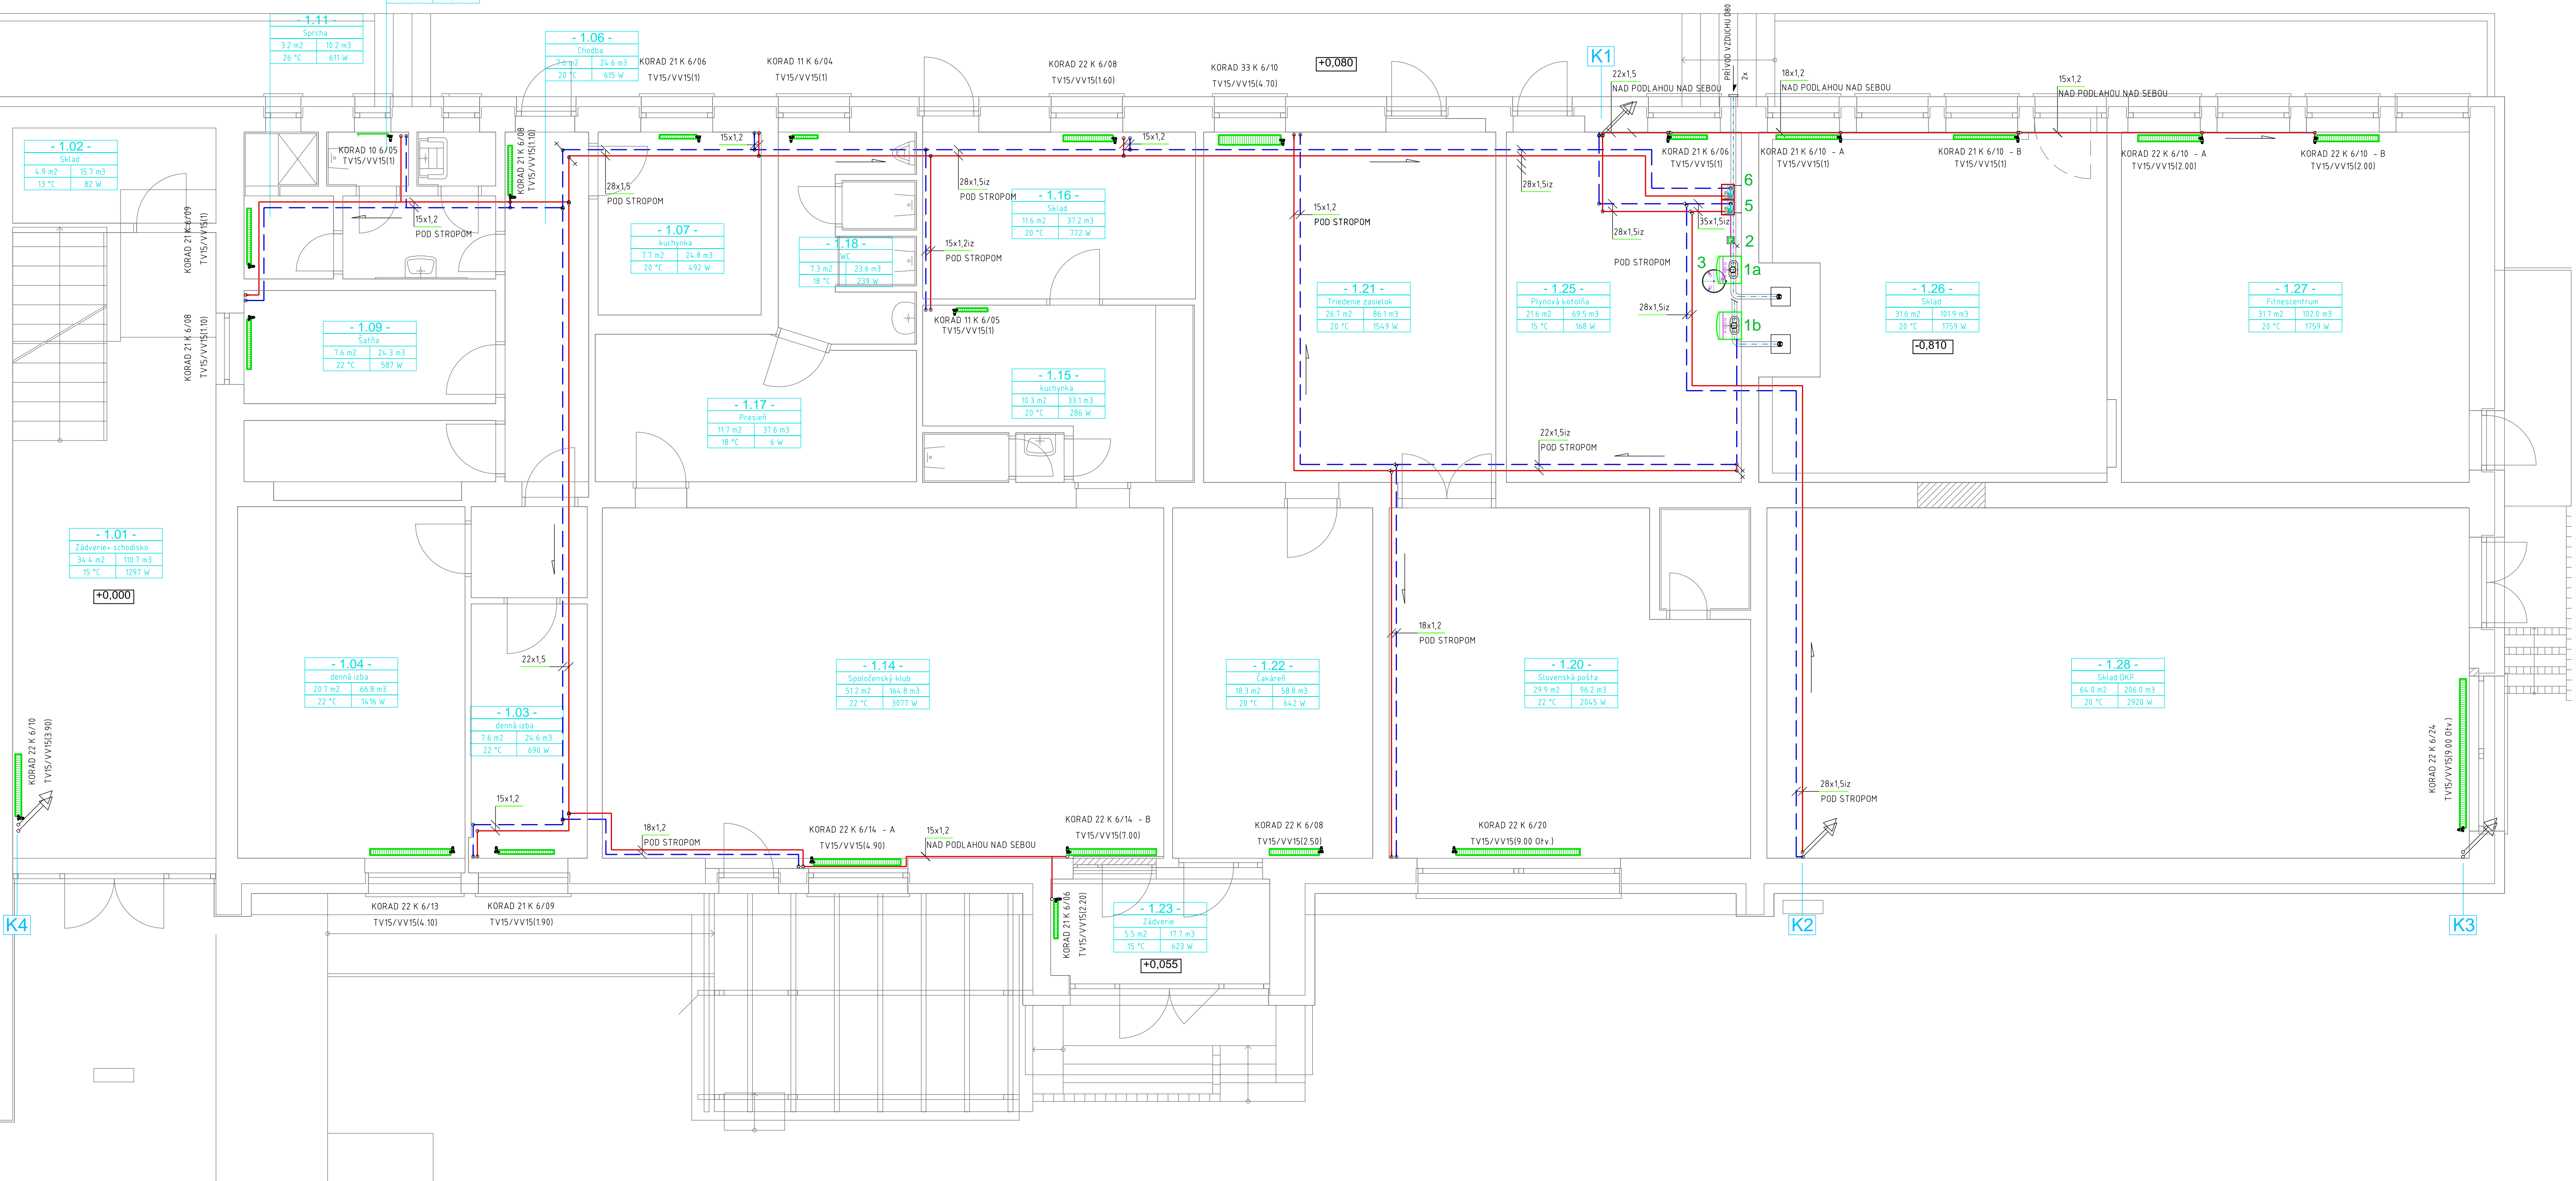 - 1.11 -
Sprcha
3.2 m2 10.2 m3
26 °C 611 W
- 1.06 -
Chodba
7.6 m2 24.6 m3
20 °C 615 W
KORAD 21 K 6/06
TV15/VV15(1)
KORAD 11 K 6/04
TV15/VV15(1)
KORAD 22 K 6/08
TV15/VV15(1.60)
KORAD 33 K 6/10
TV15/VV15(4.70)
+0,080
K1
22x1,5
NAD PODLAHOU NAD SEBOU
PRÍVOD VZDUCHU D80
2x
18x1,2
NAD PODLAHOU NAD SEBOU
15x1,2
NAD PODLAHOU NAD SEBOU
- 1.02 -
Sklad
4.9 m2 15.7 m3
13 °C 82 W
KORAD 10 6/05
TV15/VV15(1)
KORAD 21 K 6/08
TV15/VV15(1.10)
15x1,2
15x1,2
KORAD 21 K 6/06
TV15/VV15(1)
KORAD 21 K 6/10 - A
TV15/VV15(1)
KORAD 21 K 6/10 - B
TV15/VV15(1)
KORAD 22 K 6/10 - A
TV15/VV15(2.00)
KORAD 22 K 6/10 - B
TV15/VV15(2.00)
28x1,5
POD STROPOM
28x1,5iz
POD STROPOM
28x1,5iz
6
5
2
3
1a
1b
KORAD 21 K 6/09
TV15/VV15(1)
15x1,2
POD STROPOM
- 1.07 -
kuchynka
7.7 m2 24.8 m3
20 °C 492 W
- 1.18 -
WC
7.3 m2 23.6 m3
18 °C 239 W
15x1,2iz
POD STROPOM
- 1.16 -
Sklad
11.6 m2 37.2 m3
20 °C 772 W
15x1,2
POD STROPOM
28x1,5iz
POD STROPOM
35x1,5iz
28x1,5iz
- 1.21 -
Triedenie zasielok
26.7 m2 86.1 m3
20 °C 1549 W
- 1.25 -
Plynová kotolňa
21.6 m2 69.5 m3
15 °C 168 W
- 1.26 -
Sklad
31.6 m2 101.9 m3
20 °C 1759 W
-0,810
- 1.27 -
Fitnescentrum
31.7 m2 102.0 m3
20 °C 1759 W
KORAD 21 K 6/08
TV15/VV15(1.10)
- 1.09 -
Šatňa
7.6 m2 24.3 m3
22 °C 587 W
KORAD 11 K 6/05
TV15/VV15(1)
- 1.15 -
kuchynka
10.3 m2 33.1 m3
20 °C 286 W
- 1.17 -
Presieň
11.7 m2 37.6 m3
18 °C 6 W
22x1,5iz
POD STROPOM
- 1.01 -
Zádverie+ schodisko
34.4 m2 110.7 m3
15 °C 1297 W
+0,000
18x1,2
POD STROPOM
22x1,5
- 1.04 -
denná izba
20.7 m2 66.8 m3
22 °C 1416 W
- 1.03 -
denná izba
7.6 m2 24.6 m3
22 °C 690 W
- 1.14 -
Spoločenský klub
51.2 m2 164.8 m3
22 °C 3077 W
- 1.22 -
Čakáreň
18.3 m2 58.8 m3
20 °C 642 W
- 1.20 -
Slovenská pošta
29.9 m2 96.2 m3
22 °C 2045 W
- 1.28 -
Sklad DKP
64.0 m2 206.0 m3
20 °C 2920 W
KORAD 22 K 6/10
TV15/VV15(3.90)
KORAD 22 K 6/24
TV15/VV15(9.00 Otv.)
28x1,5iz
POD STROPOM
15x1,2
18x1,2
POD STROPOM
KORAD 22 K 6/14 - A
TV15/VV15(4.90)
15x1,2
NAD PODLAHOU NAD SEBOU
KORAD 22 K 6/14 - B
TV15/VV15(7.00)
KORAD 22 K 6/08
TV15/VV15(2.50)
KORAD 22 K 6/20
TV15/VV15(9.00 Otv.)
K4
KORAD 22 K 6/13
TV15/VV15(4.10)
KORAD 21 K 6/09
TV15/VV15(1.90)
KORAD 21 K 6/06
TV15/VV15(2.20)
- 1.23 -
Zádverie
5.5 m2 17.7 m3
15 °C 623 W
+0,055
K2
K3